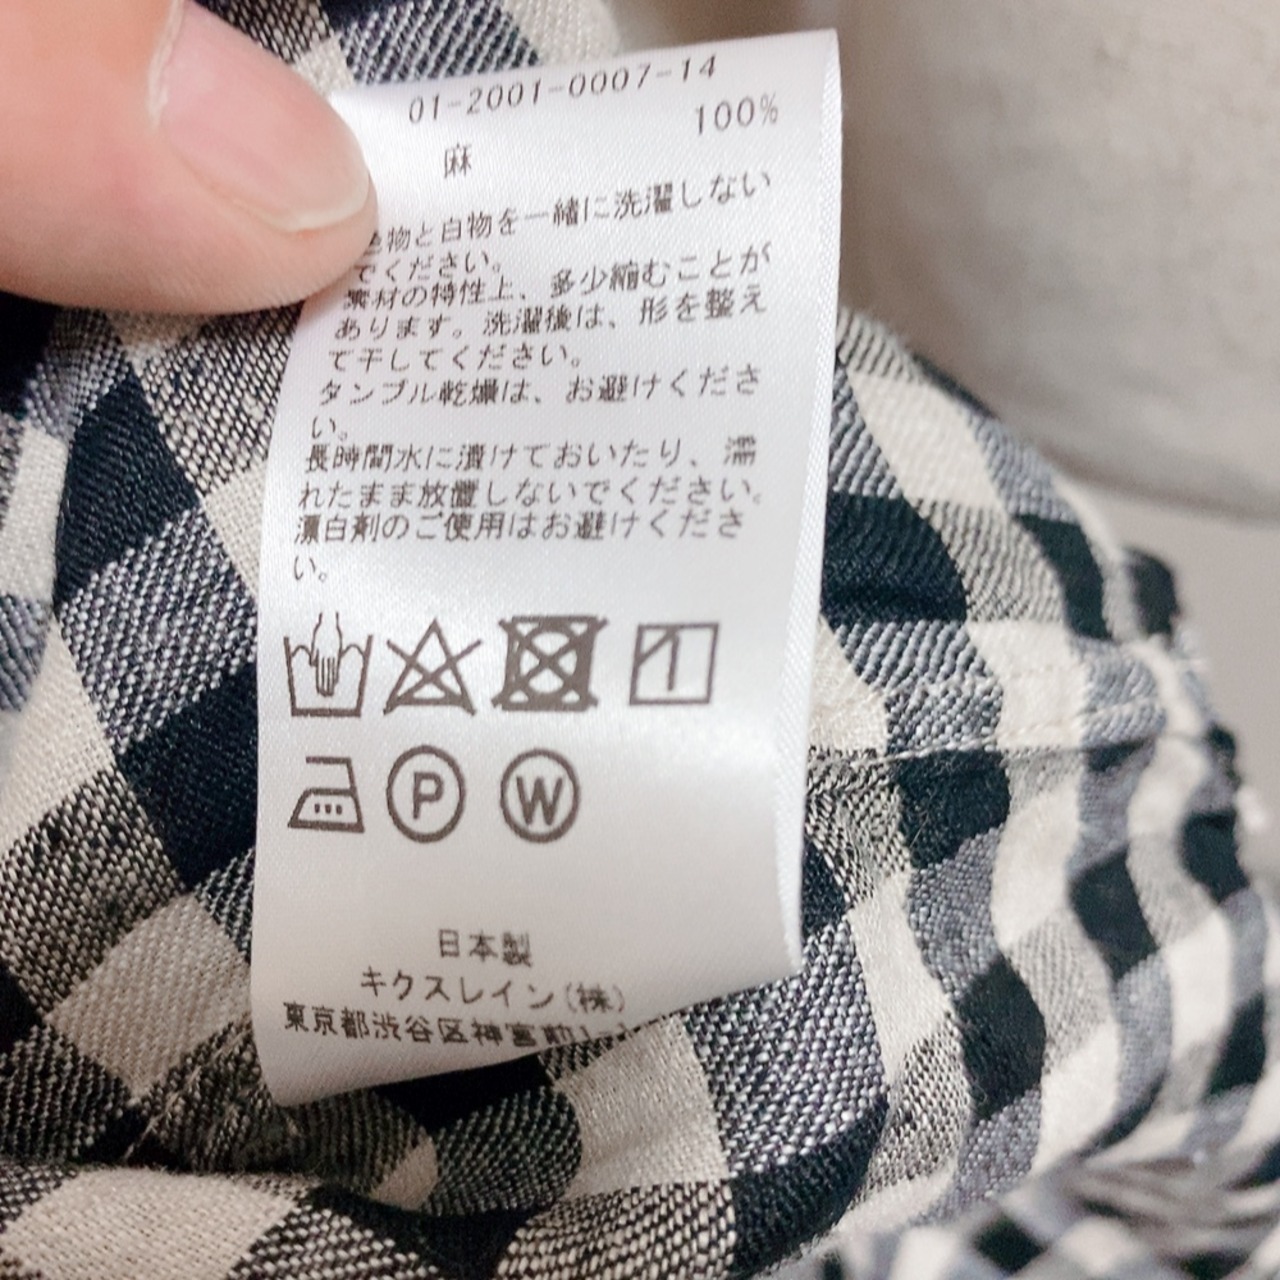 01-2001-0007-14
100%
麻
色物と白物を一緒に洗濯しない
でください。
素材の特性上、多少縮むことが
あります。洗濯後は、形を整え
て干してください。
タンブル乾燥は、お避けくださ
い。
長時間水に漬けておいたり、濡
れたまま放置しないでください。
漂白剤のご使用はお避けくださ
い。
P W
日本製
キクスレイン(株)
東京都渋谷区神宮前